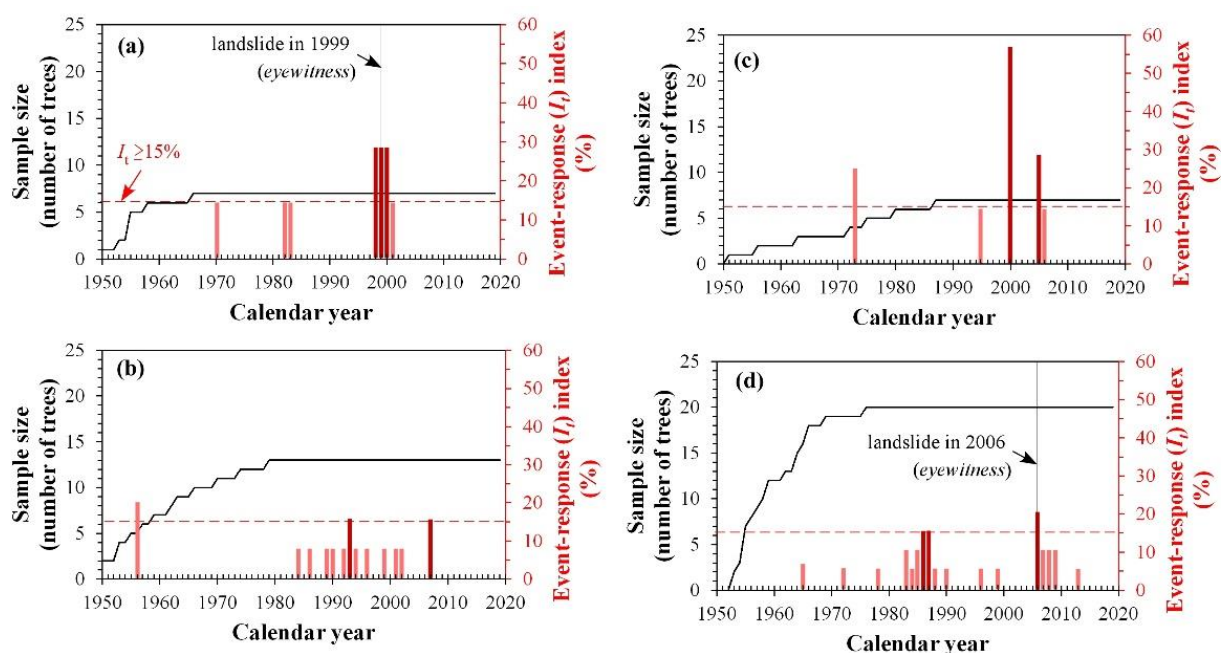 (a)
landslide in 1999
(eyewitness)
It ≥15%
Sample size
(number of trees)
25
20
15
10
5
0
60
50
40
30
20
10
0
Event-response (It) index
(%)
1950 1960 1970 1980 1990 2000 2010 2020
Calendar year
(c)
Sample size
(number of trees)
25
20
15
10
5
0
60
50
40
30
20
10
0
Event-response (It) index
(%)
1950 1960 1970 1980 1990 2000 2010 2020
Calendar year
(b)
Sample size
(number of trees)
25
20
15
10
5
0
60
50
40
30
20
10
0
Event-response (It) index
(%)
1950 1960 1970 1980 1990 2000 2010 2020
Calendar year
(d)
landslide in 2006
(eyewitness)
Sample size
(number of trees)
25
20
15
10
5
0
60
50
40
30
20
10
0
Event-response (It) index
(%)
1950 1960 1970 1980 1990 2000 2010 2020
Calendar year